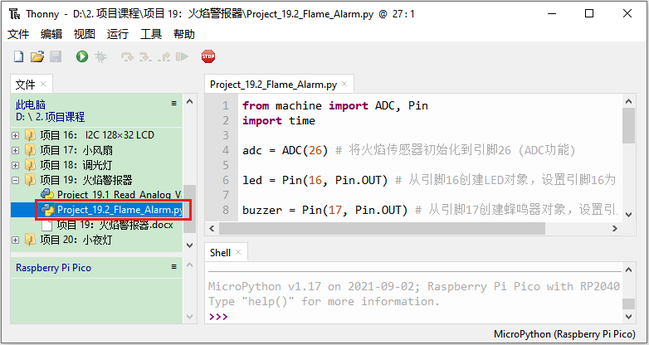 Thonny - D:\2. 项目课程\项目 19：火焰警报器\Project_19.2_Flame_Alarm.py @ 27:1
文件 编辑 视图 运行 工具 帮助
STOP
文件
此电脑
D: \ 2. 项目课程
项目 16： I2C 128×32 LCD
项目 17：小风扇
项目 18：调光灯
项目 19：火焰警报器
Project_19.1_Read_Analog_V
Project_19.2_Flame_Alarm.py
项目 19：火焰警报器.docx
项目 20：小夜灯
Raspberry Pi Pico
Project_19.2_Flame_Alarm.py
1 from machine import ADC, Pin
2 import time
3
4 adc = ADC(26) # 将火焰传感器初始化到引脚26 (ADC功能)
5
6 led = Pin(16, Pin.OUT) # 从引脚16创建LED对象，设置引脚16为
7
8 buzzer = Pin(17, Pin.OUT) # 从引脚17创建蜂鸣器对象，设置引
Shell
MicroPython v1.17 on 2021-09-02; Raspberry Pi Pico with RP2040
Type "help()" for more information.
>>>
MicroPython (Raspberry Pi Pico)